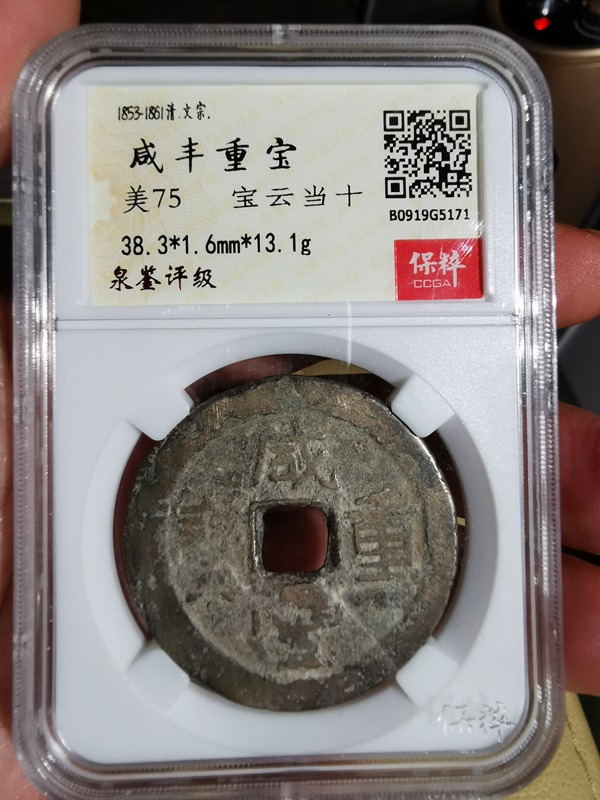 1853-1861清.文宗.
咸丰重宝
美75 宝云当十
B0919G5171
38.3*1.6mm*13.1g
保粹
CCGA
泉鉴评级
咸
重
保粹